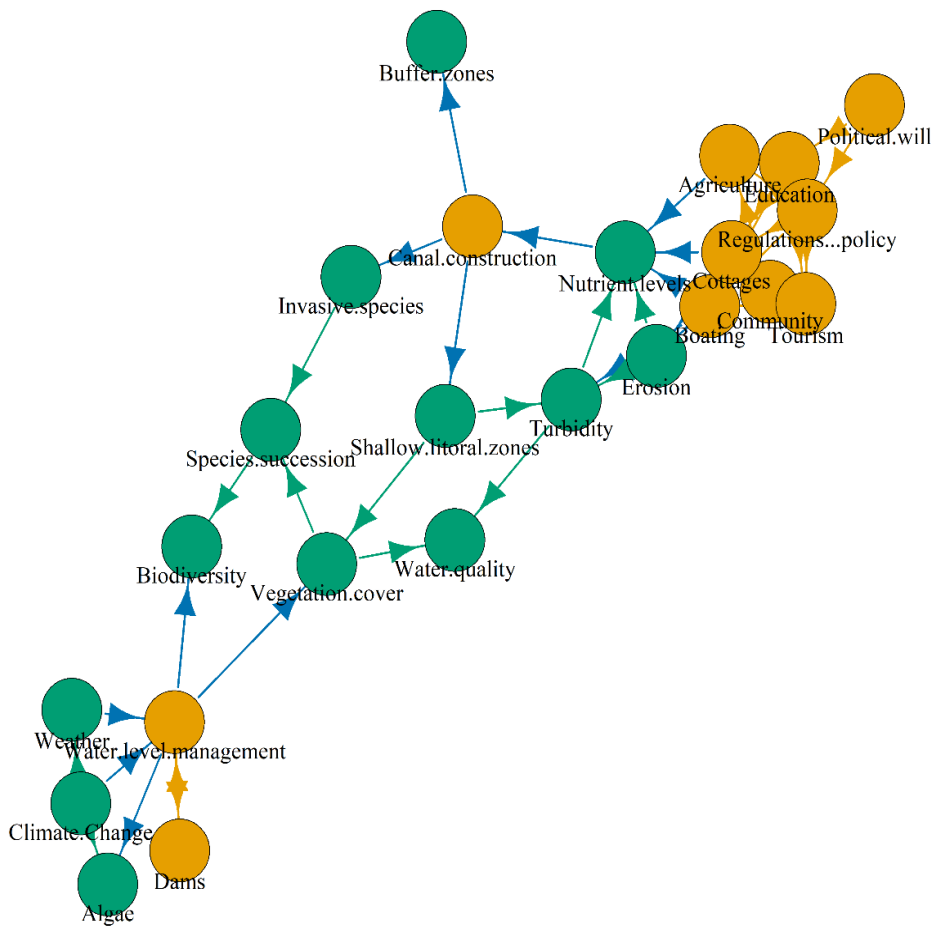 Buffer.zones
Political.will
Agriculture
Education
Regulations...policy
Canal.construction
Nutrient.levels
Cottages
Invasive.species
Community
Boating
Tourism
Erosion
Turbidity
Shallow.litoral.zones
Species.succession
Water.quality
Biodiversity
Vegetation.cover
Weather
Water.level.management
Climate.Change
Dams
Algae